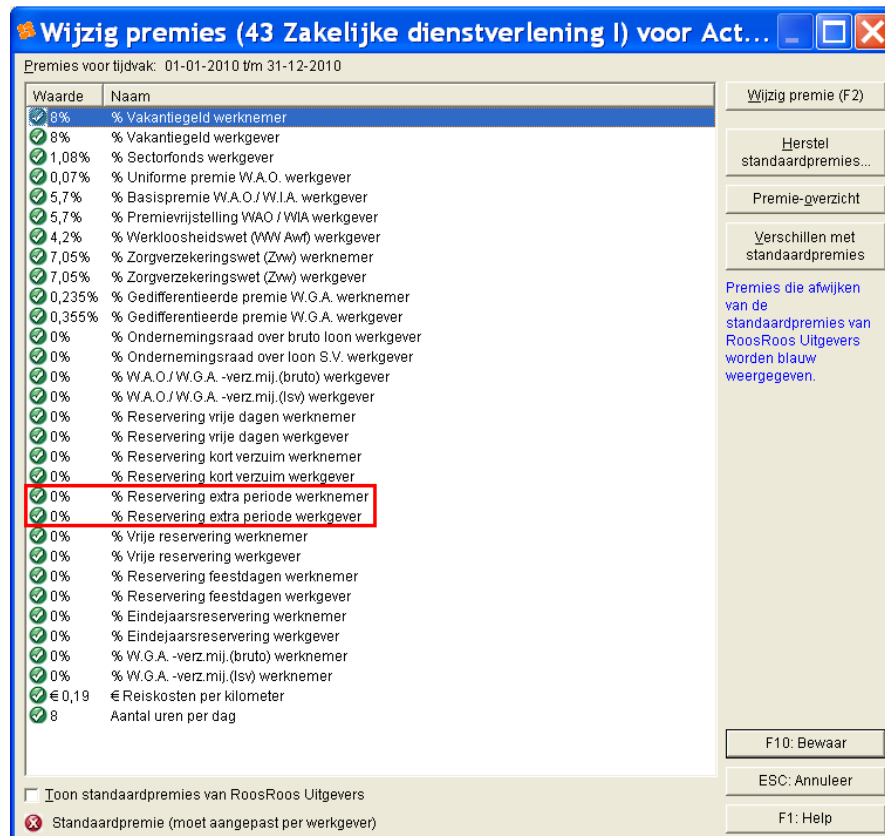 Wijzig premies (43 Zakelijke dienstverlening I) voor Act...
Premies voor tijdvak: 01-01-2010 t/m 31-12-2010
Waarde Naam
8% % Vakantiegeld werknemer
8% % Vakantiegeld werkgever
1,08% % Sectorfonds werkgever
0,07% % Uniforme premie W.A.O. werkgever
5,7% % Basispremie W.A.O./ W.I.A. werkgever
5,7% % Premievrijstelling WAO / WIA werkgever
4,2% % Werkloosheidswet (WW Awf) werkgever
7,05% % Zorgverzekeringswet (Zvw) werknemer
7,05% % Zorgverzekeringswet (Zvw) werkgever
0,235% % Gedifferentieerde premie W.G.A. werknemer
0,355% % Gedifferentieerde premie W.G.A. werkgever
0% % Ondernemingsraad over bruto loon werkgever
0% % Ondernemingsraad over loon S.V. werkgever
0% % W.A.O./ W.G.A. -verz.mij.(bruto) werkgever
0% % W.A.O./ W.G.A. -verz.mij.(lsv) werkgever
0% % Reservering vrije dagen werknemer
0% % Reservering vrije dagen werkgever
0% % Reservering kort verzuim werknemer
0% % Reservering kort verzuim werkgever
0% % Reservering extra periode werknemer
0% % Reservering extra periode werkgever
0% % Vrije reservering werknemer
0% % Vrije reservering werkgever
0% % Reservering feestdagen werknemer
0% % Reservering feestdagen werkgever
0% % Eindejaarsreservering werknemer
0% % Eindejaarsreservering werkgever
0% % W.G.A. -verz.mij.(bruto) werknemer
0% % W.G.A. -verz.mij.(lsv) werknemer
€ 0,19 € Reiskosten per kilometer
8 Aantal uren per dag
Toon standaardpremies van RoosRoos Uitgevers
Standaardpremie (moet aangepast per werkgever)
Wijzig premie (F2)
Herstel
standaardpremies...
Premie-overzicht
Verschillen met
standaardpremies
Premies die afwijken
van de
standaardpremies van
RoosRoos Uitgevers
worden blauw
weergegeven.
F10: Bewaar
ESC: Annuleer
F1: Help